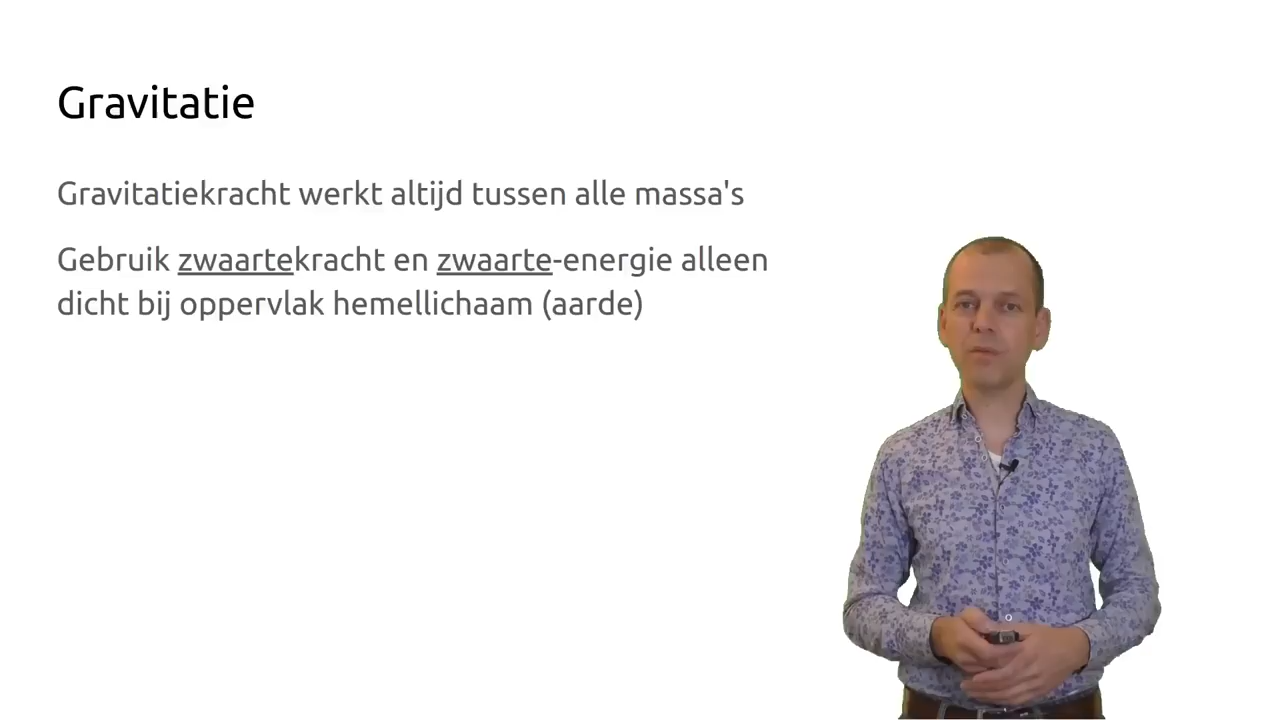 Gravitatie
Gravitatiekracht werkt altijd tussen alle massa's
Gebruik zwaartekracht en zwaarte-energie alleen
dicht bij oppervlak hemellichaam (aarde)